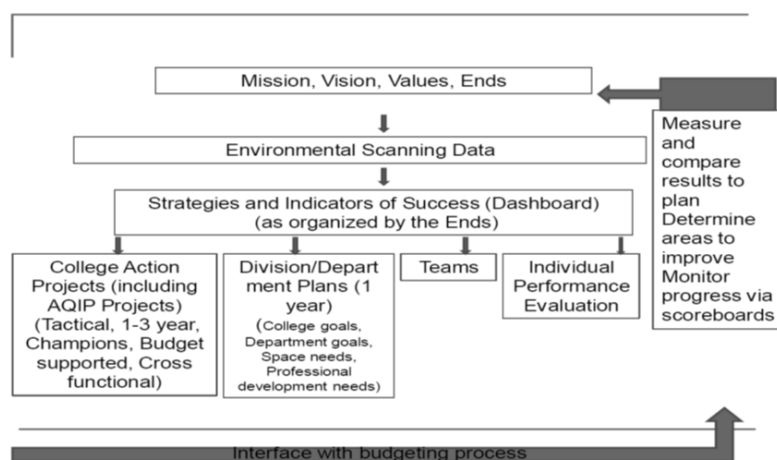 Mission, Vision, Values, Ends
Environmental Scanning Data
Strategies and Indicators of Success (Dashboard)
(as organized by the Ends)
College Action
Projects (including
AQIP Projects)
(Tactical, 1-3 year,
Champions, Budget
supported, Cross
functional)
Division/Depart
ment Plans (1
year)
(College goals,
Department goals,
Space needs,
Professional
development needs)
Teams
Individual
Performance
Evaluation
Measure
and
compare
results to
plan
Determine
areas to
improve
Monitor
progress via
scoreboards
Interface with budgeting process